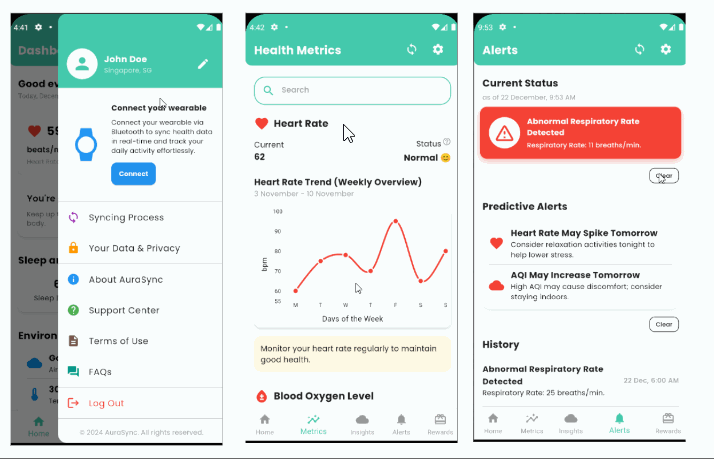 4:41
Dashb
John Doe
Singapore, SG
Good ev
Today, Decem
Connect your wearable
Connect your wearable via
Bluetooth to sync health data
in real-time and track your
daily activity effortlessly.
Connect
59
beats/m
Heart Rate
You're
Keep up
body.
Sleep an
6
Sleep
Environ
Go
Air
30
Tem
Syncing Process
Your Data & Privacy
About AuraSync
Support Center
Terms of Use
FAQs
Log Out
© 2024 AuraSync. All rights reserved.
Home
4:42
Health Metrics
Search
Heart Rate
Current
Status ?
62
Normal 😊
Heart Rate Trend (Weekly Overview)
3 November - 10 November
100
90
80
70
60
55
bpm
M T W T F S S
Days of the Week
Monitor your heart rate regularly to maintain
good health.
Blood Oxygen Level
Home Metrics Insights Alerts Rewards
9:53
Alerts
Current Status
as of 22 December, 9:53 AM
Abnormal Respiratory Rate
Detected
Respiratory Rate: 11 breaths/min.
Clear
Predictive Alerts
Heart Rate May Spike Tomorrow
Consider relaxation activities tonight to
help lower stress.
AQI May Increase Tomorrow
High AQI may cause discomfort; consider
staying indoors.
Clear
History
Abnormal Respiratory Rate
Detected
22 Dec, 6:00 AM
Respiratory Rate: 25 breaths/min.
Home Metrics Insights Alerts Rewards